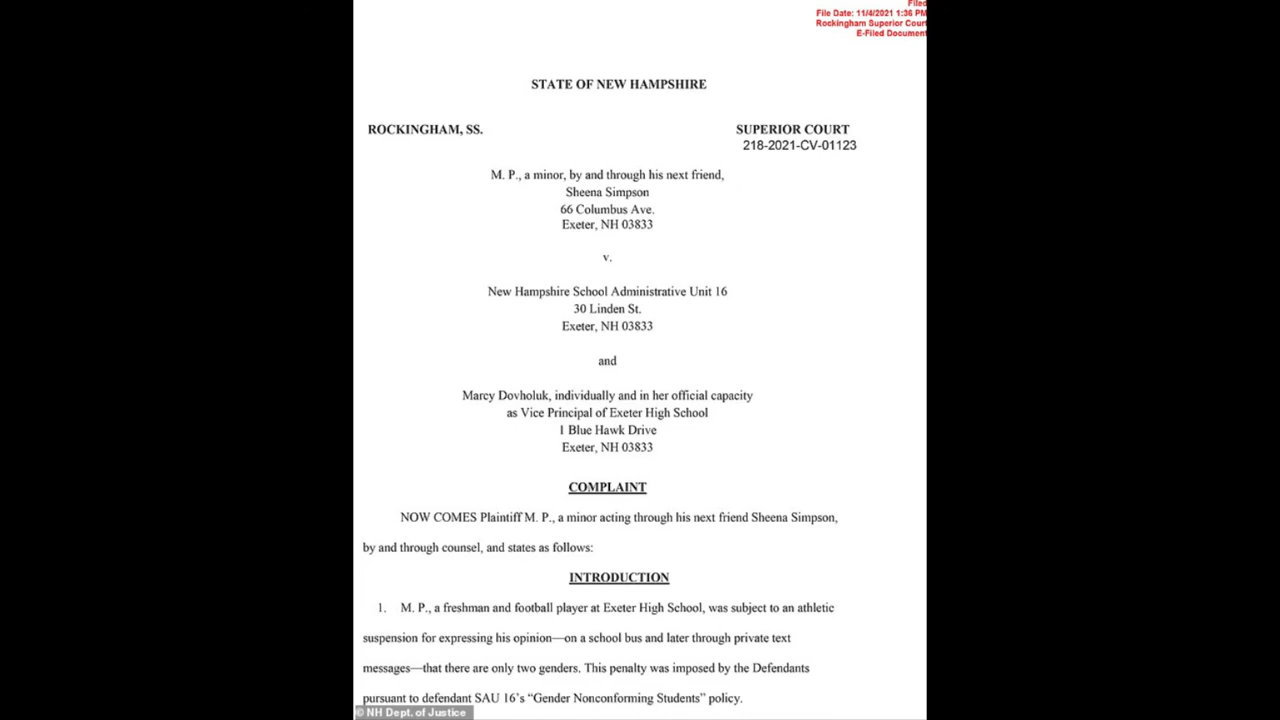 Filed
File Date: 11/4/2021 1:36 PM
Rockingham Superior Court
E-Filed Document
STATE OF NEW HAMPSHIRE
ROCKINGHAM, SS.
SUPERIOR COURT
218-2021-CV-01123
M. P., a minor, by and through his next friend,
Sheena Simpson
66 Columbus Ave.
Exeter, NH 03833
v.
New Hampshire School Administrative Unit 16
30 Linden St.
Exeter, NH 03833
and
Marcy Dovholuk, individually and in her official capacity
as Vice Principal of Exeter High School
1 Blue Hawk Drive
Exeter, NH 03833
COMPLAINT
NOW COMES Plaintiff M. P., a minor acting through his next friend Sheena Simpson,
by and through counsel, and states as follows:
INTRODUCTION
1. M. P., a freshman and football player at Exeter High School, was subject to an athletic
suspension for expressing his opinion—on a school bus and later through private text
messages—that there are only two genders. This penalty was imposed by the Defendants
pursuant to defendant SAU 16's “Gender Nonconforming Students” policy.
© NH Dept. of Justice